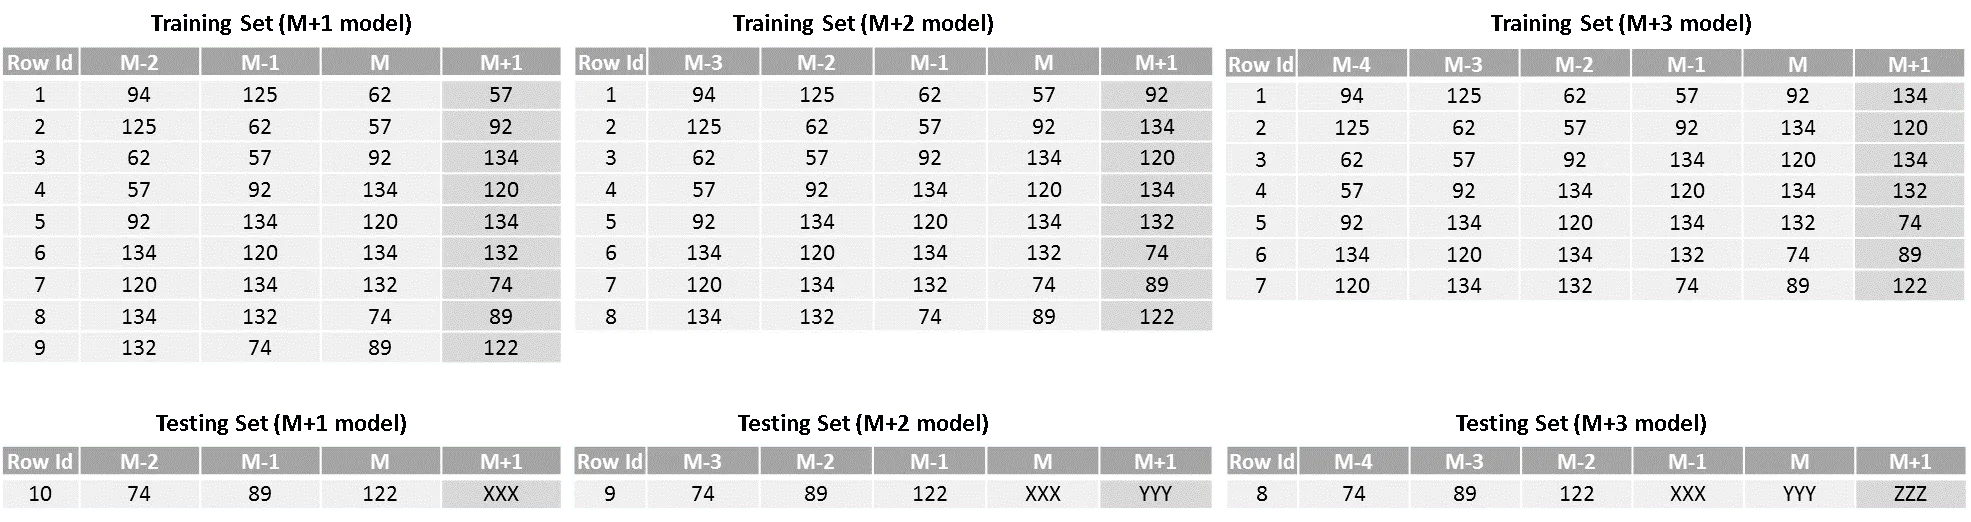 Training Set (M+1 model)
Row Id M-2 M-1 M M+1
1 94 125 62 57
2 125 62 57 92
3 62 57 92 134
4 57 92 134 120
5 92 134 120 134
6 134 120 134 132
7 120 134 132 74
8 134 132 74 89
9 132 74 89 122
Training Set (M+2 model)
Row Id M-3 M-2 M-1 M M+1
1 94 125 62 57 92
2 125 62 57 92 134
3 62 57 92 134 120
4 57 92 134 120 134
5 92 134 120 134 132
6 134 120 134 132 74
7 120 134 132 74 89
8 134 132 74 89 122
Training Set (M+3 model)
Row Id M-4 M-3 M-2 M-1 M M+1
1 94 125 62 57 92 134
2 125 62 57 92 134 120
3 62 57 92 134 120 134
4 57 92 134 120 134 132
5 92 134 120 134 132 74
6 134 120 134 132 74 89
7 120 134 132 74 89 122
Testing Set (M+1 model)
Row Id M-2 M-1 M M+1
10 74 89 122 XXX
Testing Set (M+2 model)
Row Id M-3 M-2 M-1 M M+1
9 74 89 122 XXX YYY
Testing Set (M+3 model)
Row Id M-4 M-3 M-2 M-1 M M+1
8 74 89 122 XXX YYY ZZZ